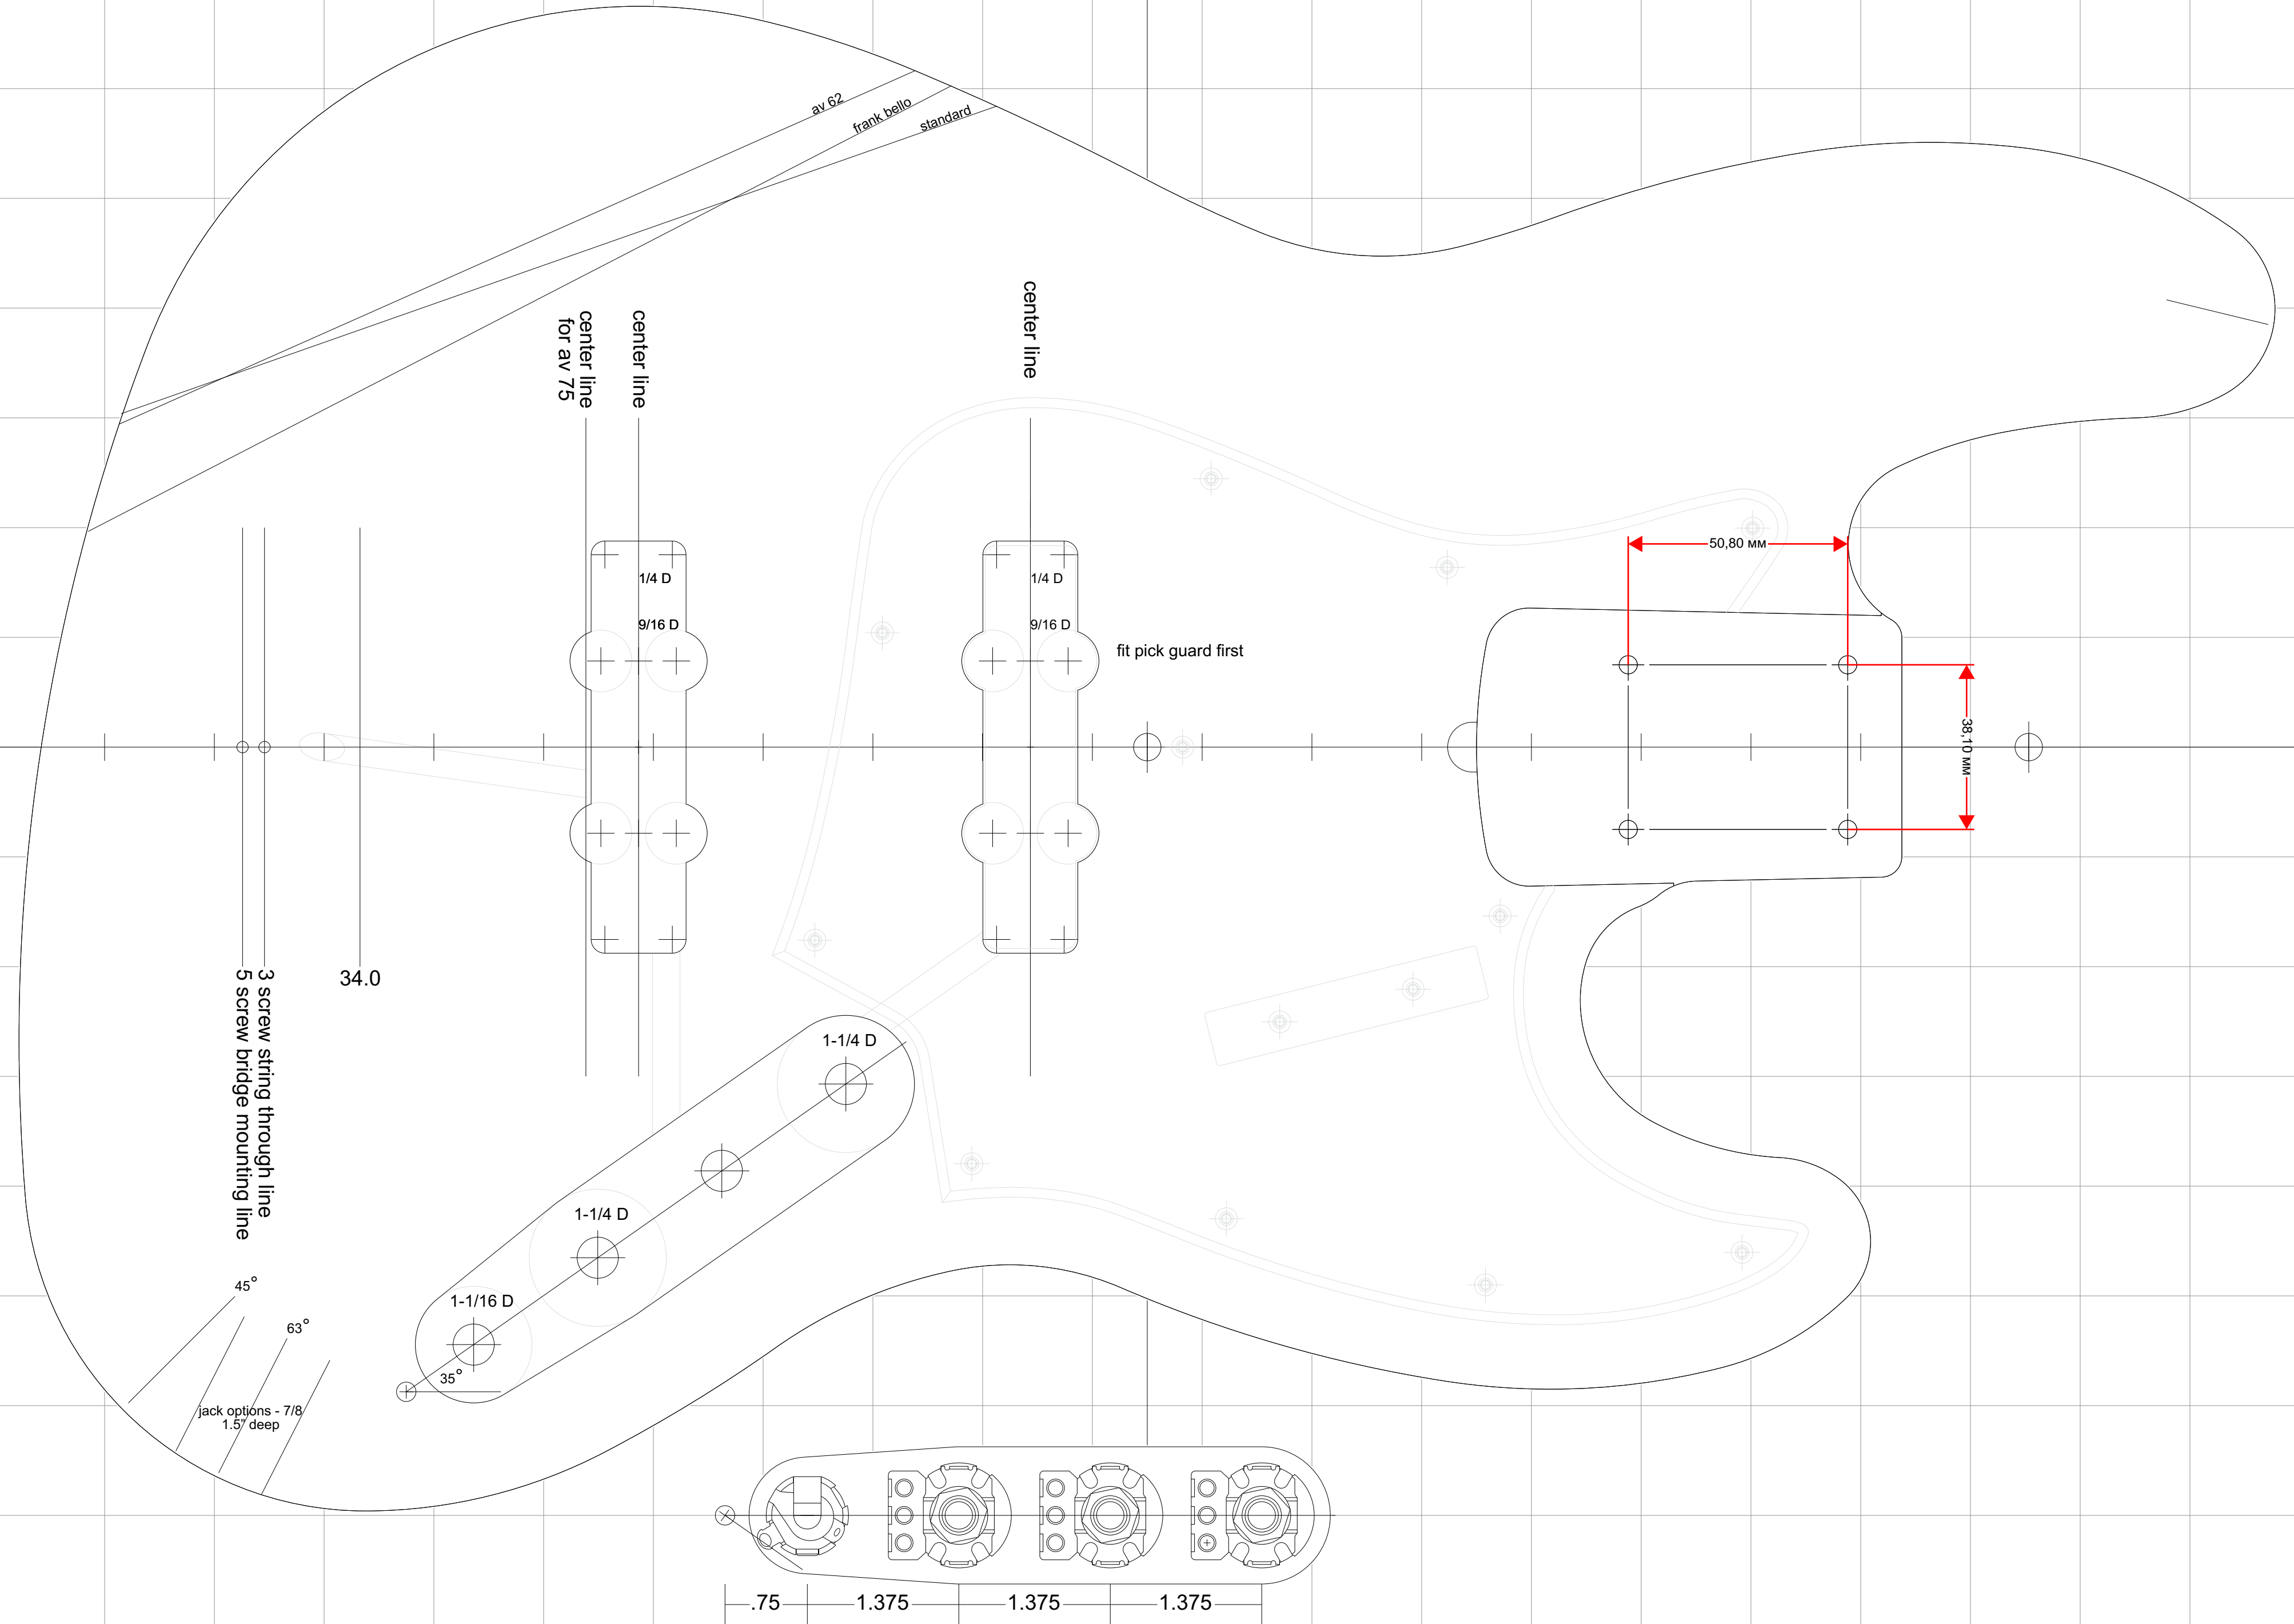 av 62
frank bello
standard
center line
for av 75
center line
center line
1/4 D
9/16 D
1/4 D
9/16 D
fit pick guard first
50,80 мм
38,10 мм
34.0
3 screw string through line
5 screw bridge mounting line
1-1/4 D
1-1/4 D
1-1/16 D
35°
45°
63°
jack options - 7/8
1.5" deep
.75
1.375
1.375
1.375